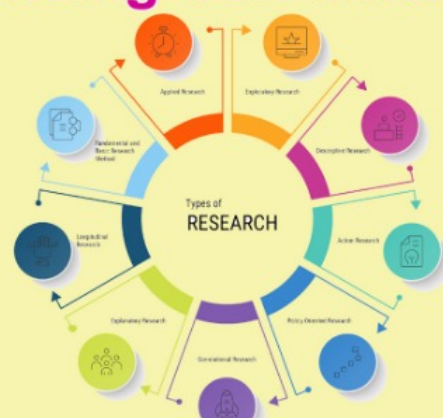 Applied Research
Exploratory Research
Fundamental and
Basic Research
Method
Descriptive Research
Types of
RESEARCH
Longitudinal
Research
Action Research
Explanatory Research
Policy-Oriented Research
Correlational Research